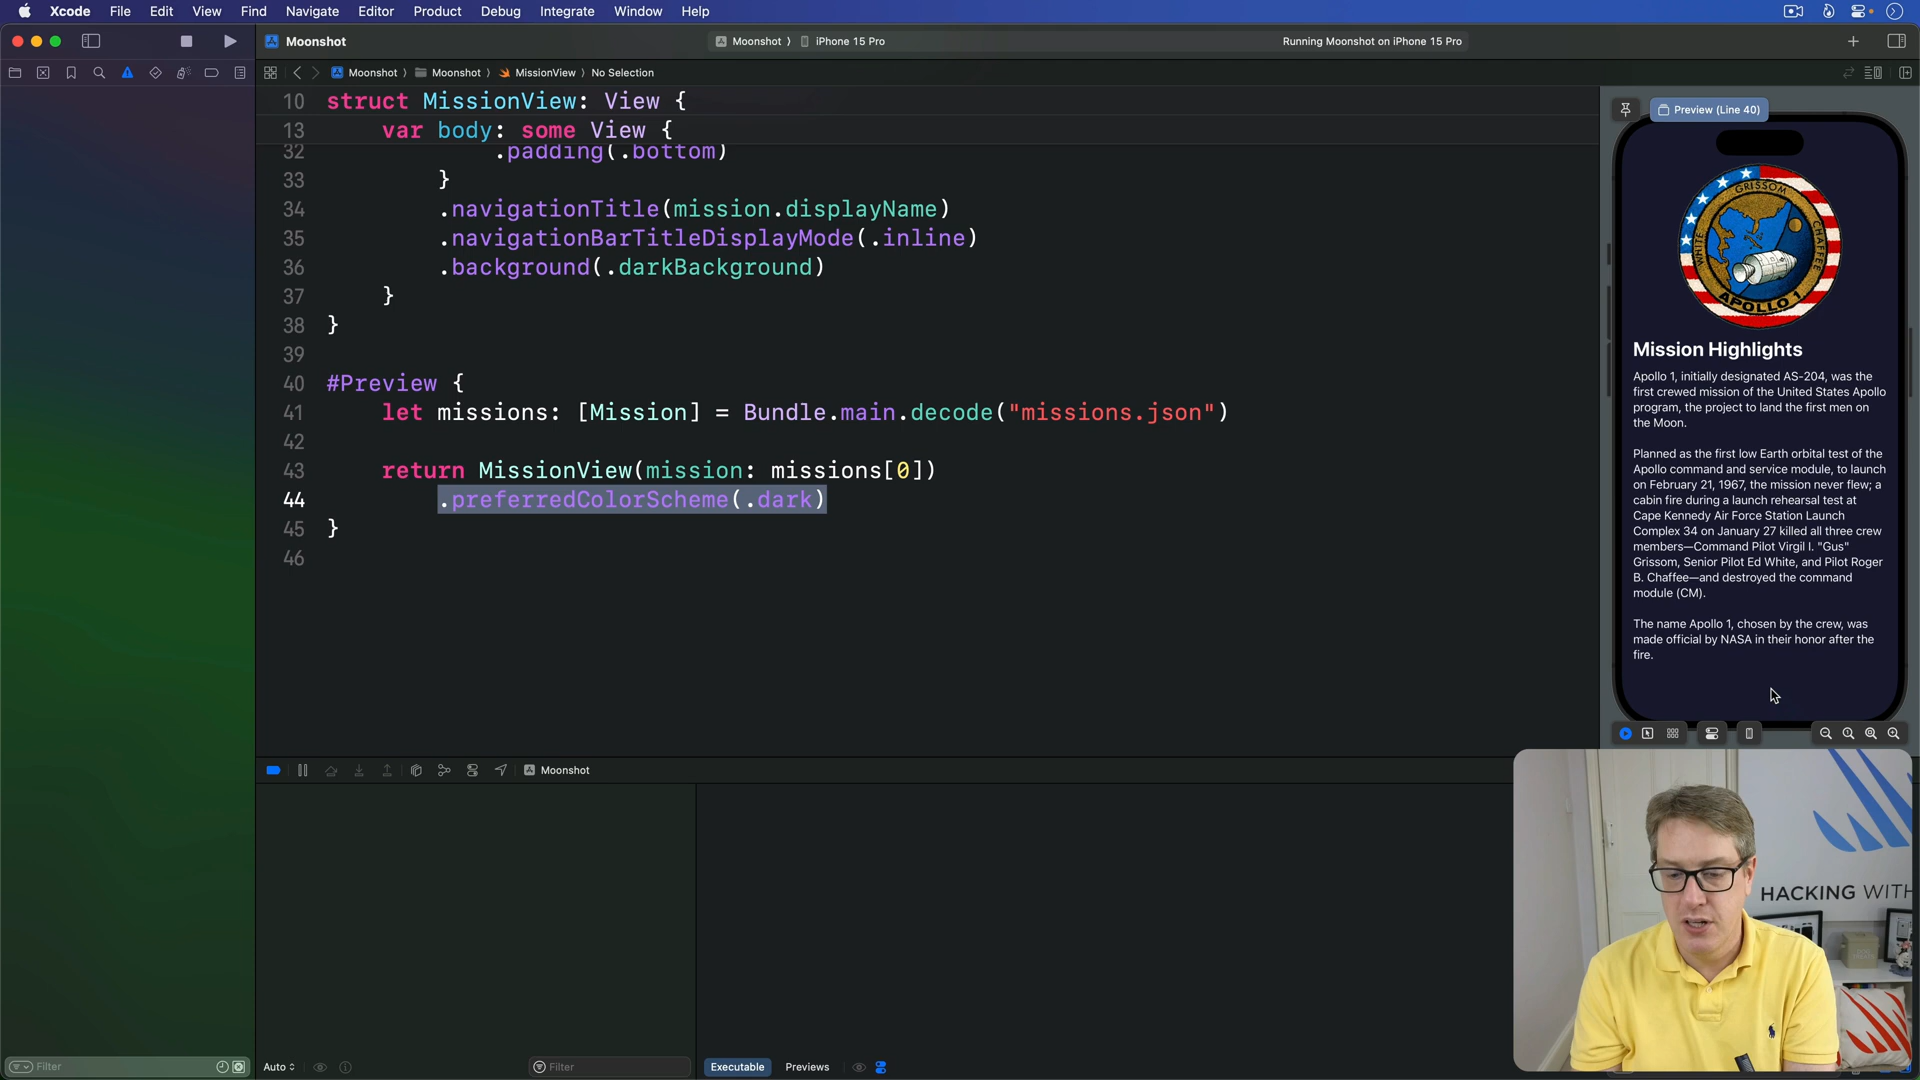 Xcode File Edit View Find Navigate Editor Product Debug Integrate Window Help
Moonshot
Moonshot 〉 iPhone 15 Pro
Running Moonshot on iPhone 15 Pro
Moonshot 〉 Moonshot 〉 MissionView 〉 No Selection
10 struct MissionView: View {
13 var body: some View {
32 .padding(.bottom)
33 }
34 .navigationTitle(mission.displayName)
35 .navigationBarTitleDisplayMode(.inline)
36 .background(.darkBackground)
37 }
38 }
39
40 #Preview {
41 let missions: [Mission] = Bundle.main.decode("missions.json")
42
43 return MissionView(mission: missions[0])
44 .preferredColorScheme(.dark)
45 }
46
Preview (Line 40)
GRISSOM
WHITE
CHAFFEE
APOLLO 1
Mission Highlights
Apollo 1, initially designated AS-204, was the
first crewed mission of the United States Apollo
program, the project to land the first men on
the Moon.
Planned as the first low Earth orbital test of the
Apollo command and service module, to launch
on February 21, 1967, the mission never flew; a
cabin fire during a launch rehearsal test at
Cape Kennedy Air Force Station Launch
Complex 34 on January 27 killed all three crew
members—Command Pilot Virgil I. "Gus"
Grissom, Senior Pilot Ed White, and Pilot Roger
B. Chaffee—and destroyed the command
module (CM).
The name Apollo 1, chosen by the crew, was
made official by NASA in their honor after the
fire.
Moonshot
HACKING WITH
Filter
Auto
Filter
Executable
Previews